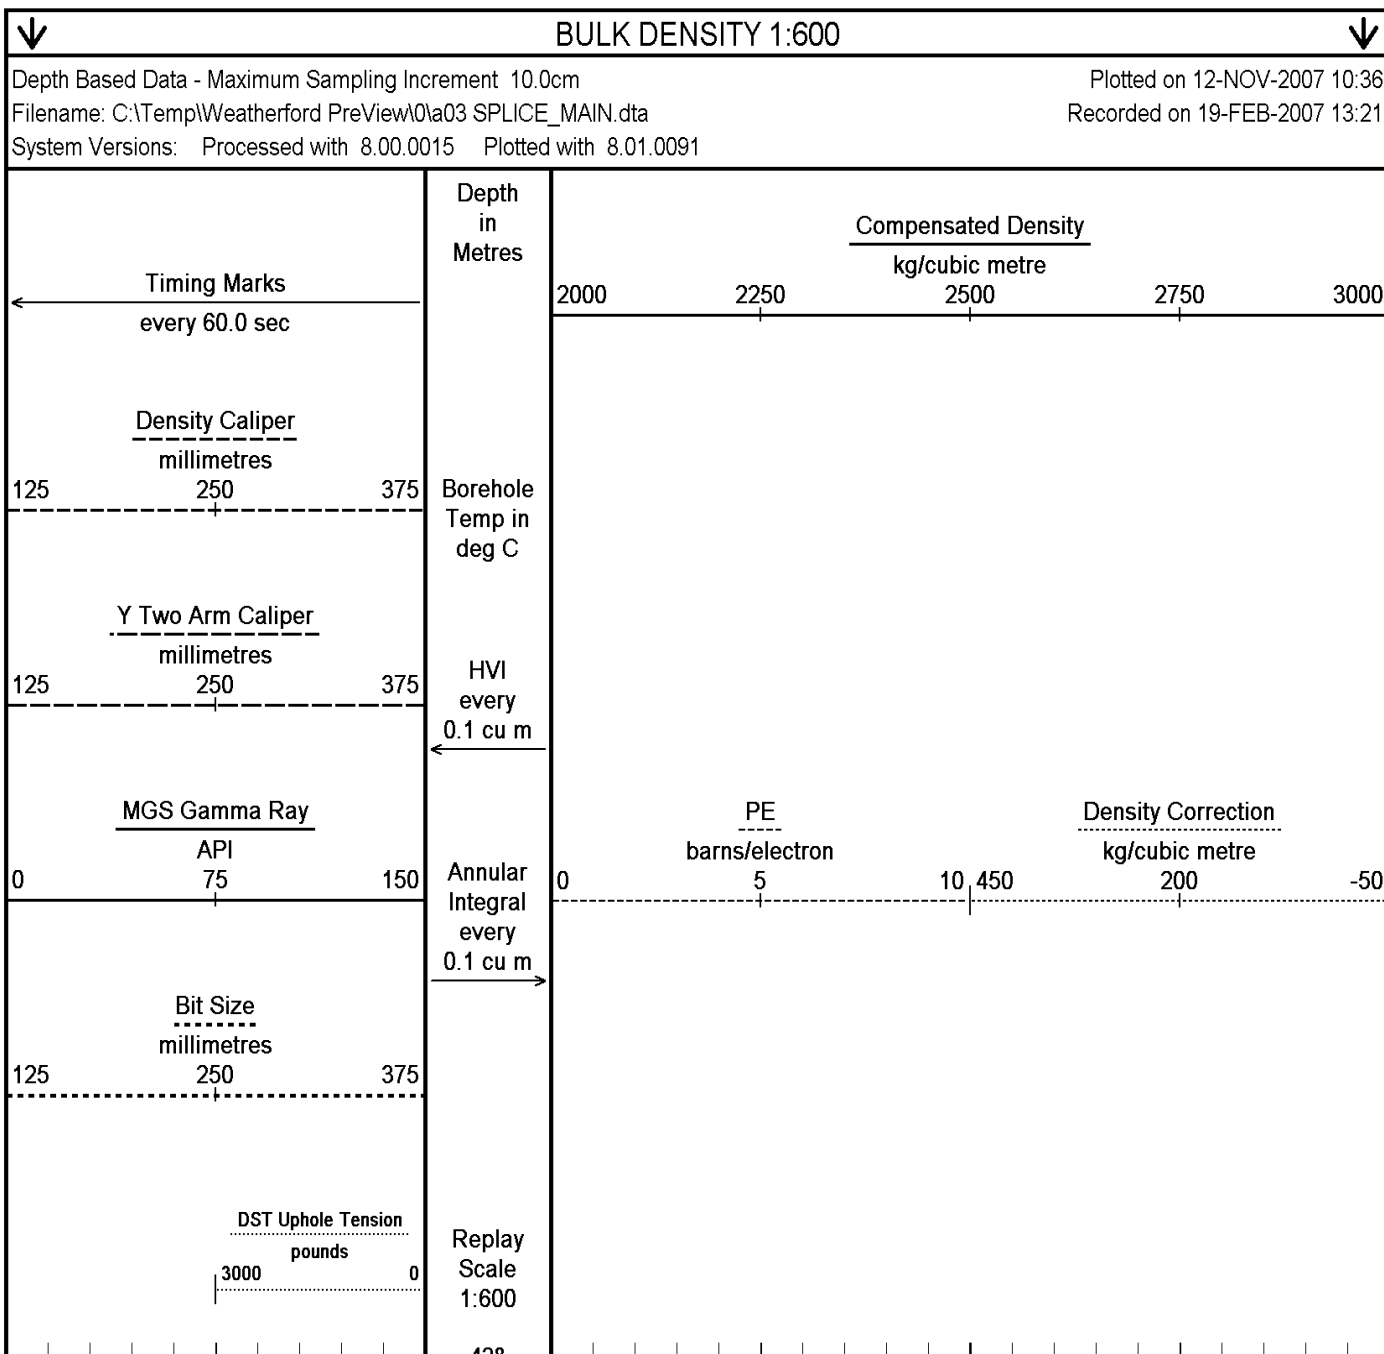 BULK DENSITY 1:600
Depth Based Data - Maximum Sampling Increment 10.0cm
Plotted on 12-NOV-2007 10:36
Filename: C:\Temp\Weatherford PreView\0\a03 SPLICE_MAIN.dta
Recorded on 19-FEB-2007 13:21
System Versions: Processed with 8.00.0015 Plotted with 8.01.0091
Timing Marks
every 60.0 sec
Density Caliper
millimetres
125 250 375
Y Two Arm Caliper
millimetres
125 250 375
MGS Gamma Ray
API
0 75 150
Bit Size
millimetres
125 250 375
DST Uphole Tension
pounds
3000 0
Depth
in
Metres
Borehole
Temp in
deg C
HVI
every
0.1 cu m
Annular
Integral
every
0.1 cu m
Replay
Scale
1:600
Compensated Density
kg/cubic metre
2000 2250 2500 2750 3000
PE
barns/electron
0 5 10
Density Correction
kg/cubic metre
450 200 -50